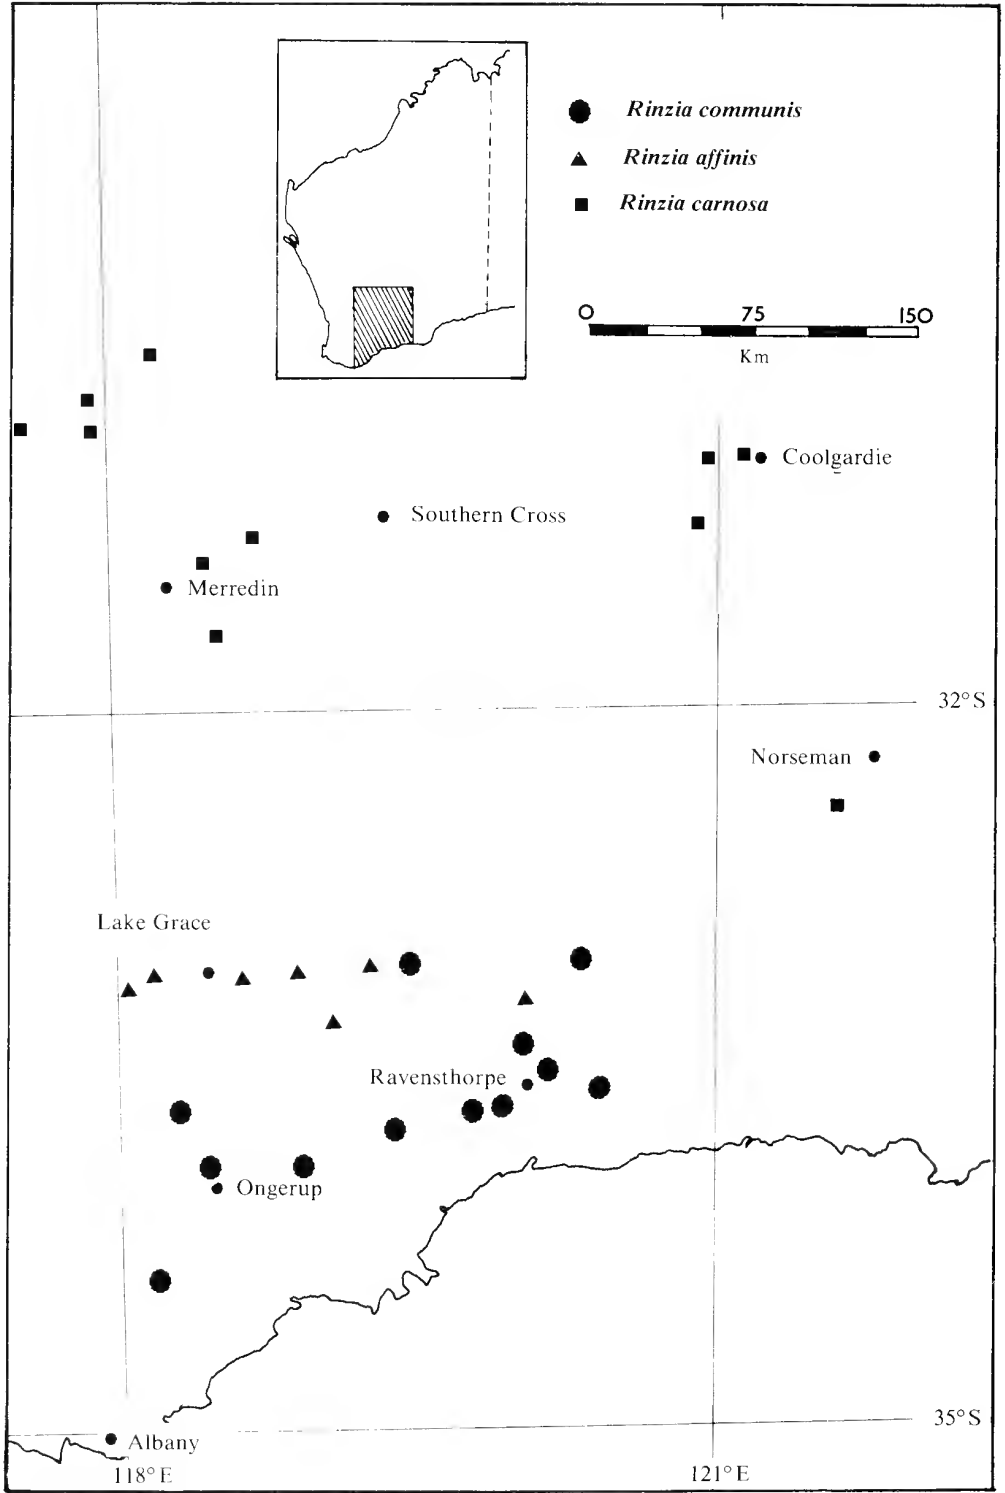 Rinzia communis
Rinzia affinis
Rinzia carnosa
0 75 150
Km
Coolgardie
Southern Cross
Merredin
32°S
Norseman
Lake Grace
Ravensthorpe
Ongerup
35°S
Albany
118°E 121°E